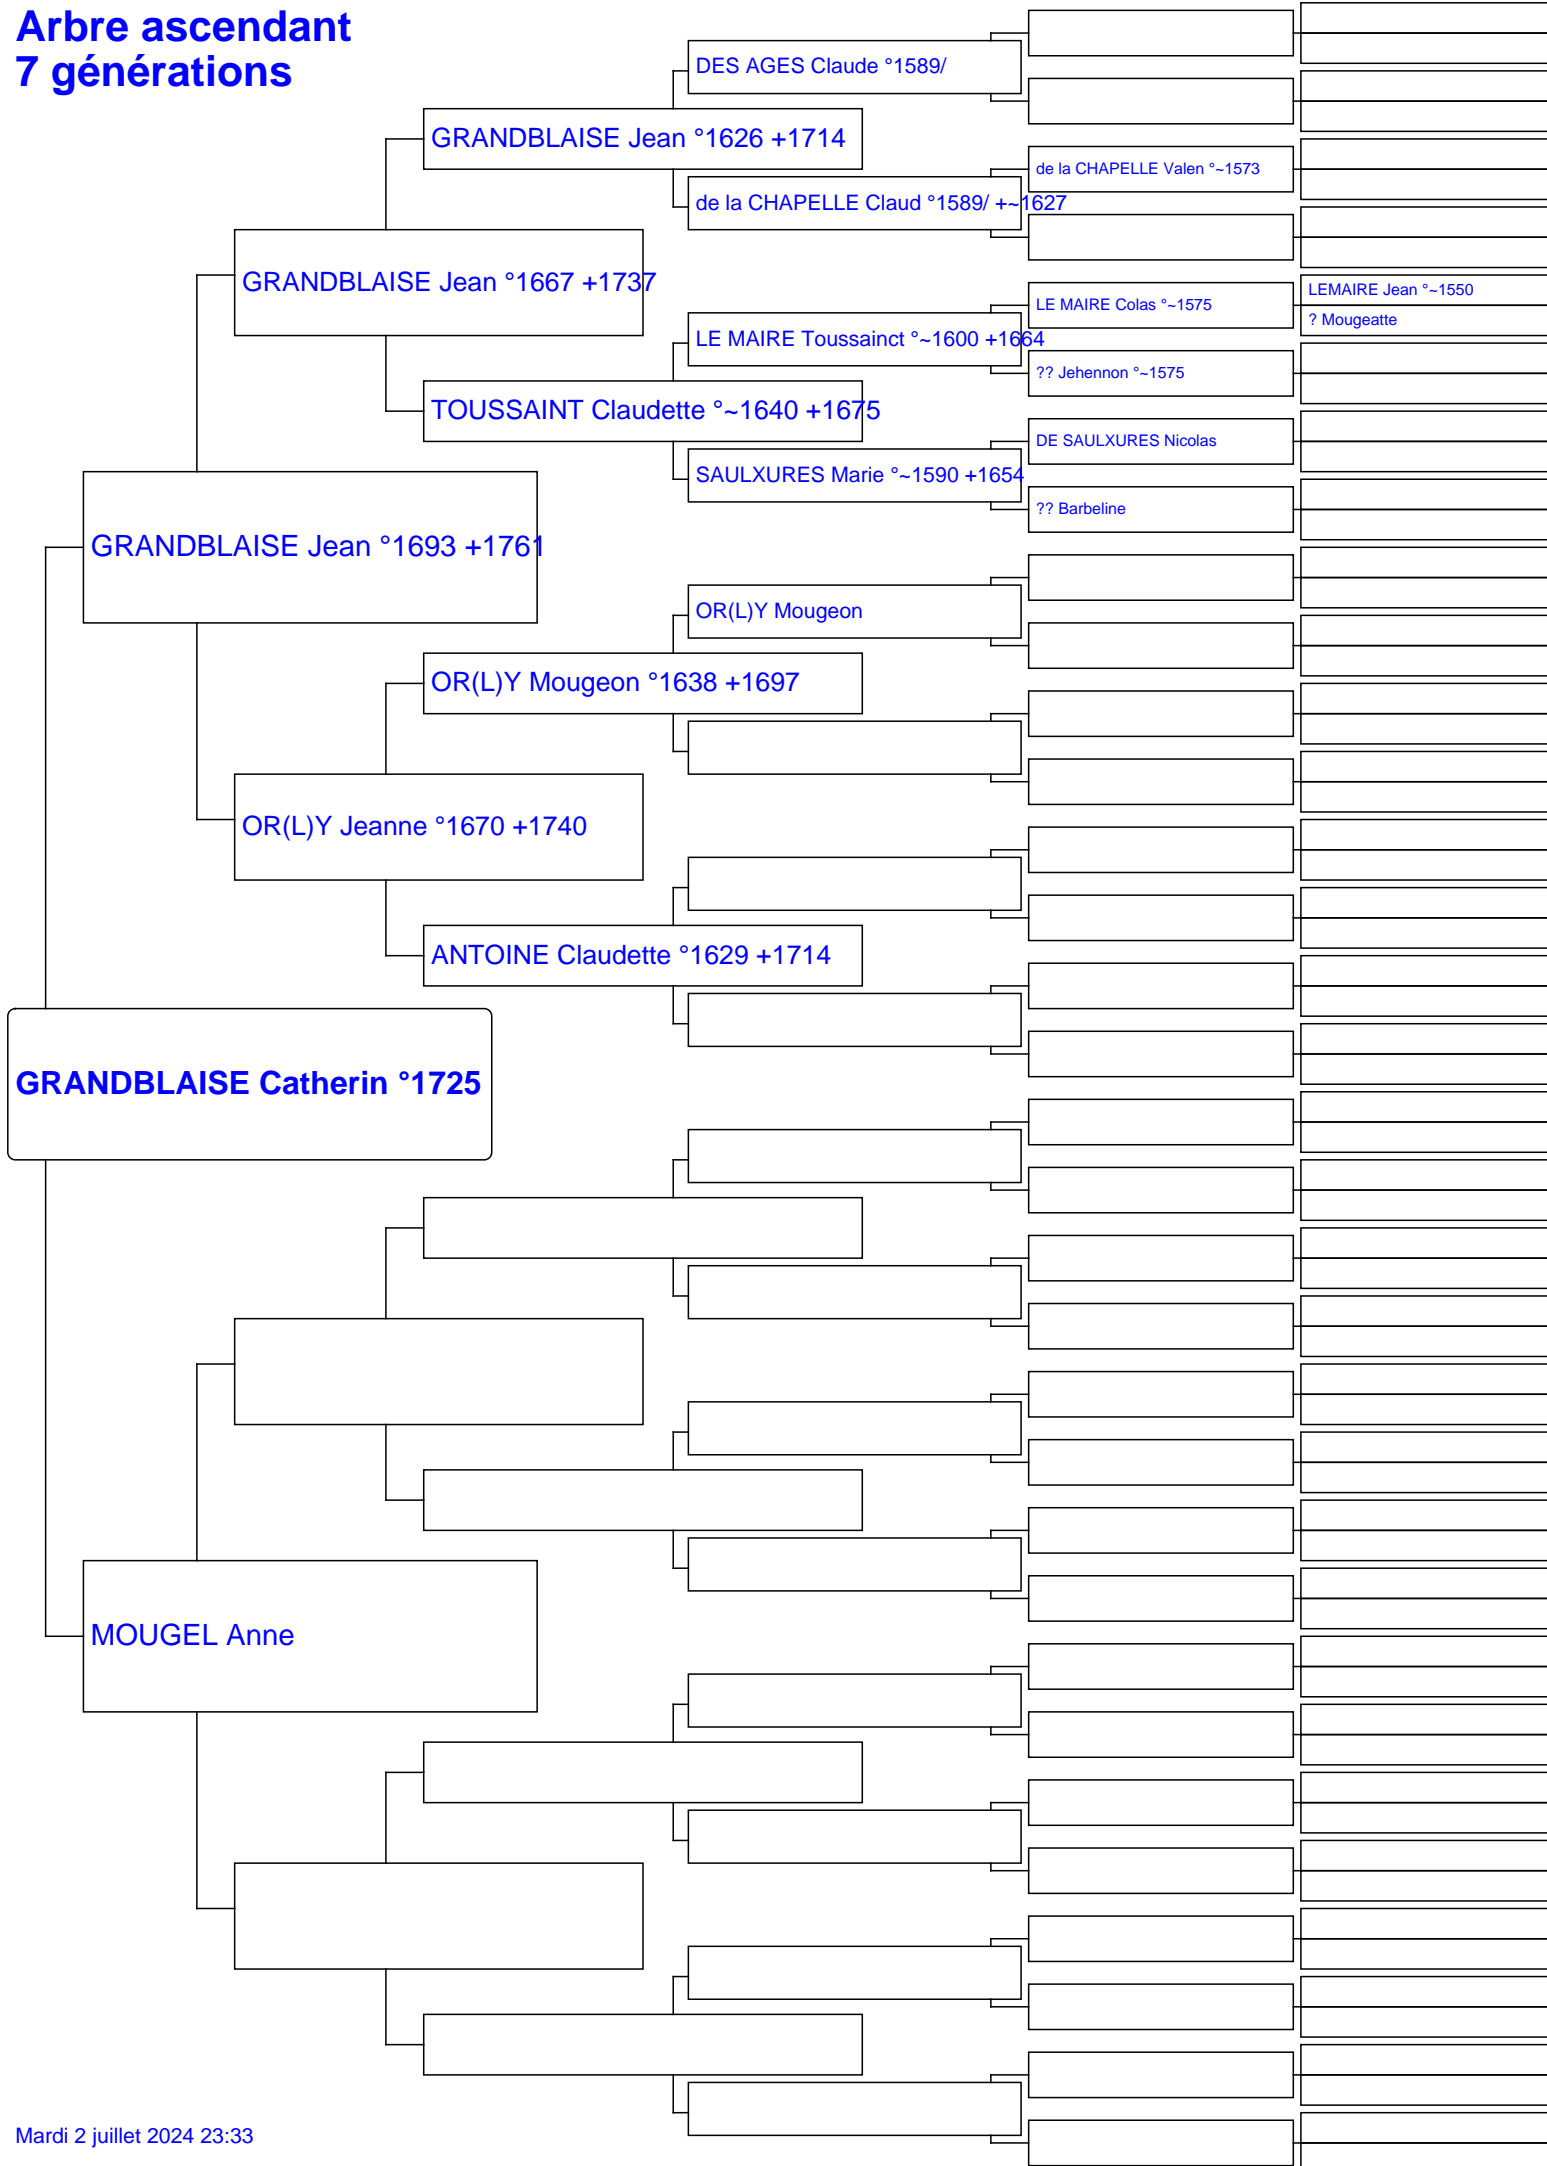 Arbre ascendant
7 générations
DES AGES Claude °1589/
GRANDBLAISE Jean °1626 +1714
de la CHAPELLE Valen °~1573
de la CHAPELLE Claud °1589/ +~1627
GRANDBLAISE Jean °1667 +1737
LEMAIRE Jean °~1550
LE MAIRE Colas °~1575
? Mougeatte
LE MAIRE Toussainct °~1600 +1664
?? Jehennon °~1575
TOUSSAINT Claudette °~1640 +1675
DE SAULXURES Nicolas
SAULXURES Marie °~1590 +1654
?? Barbeline
GRANDBLAISE Jean °1693 +1761
OR(L)Y Mougeon
OR(L)Y Mougeon °1638 +1697
OR(L)Y Jeanne °1670 +1740
ANTOINE Claudette °1629 +1714
GRANDBLAISE Catherin °1725
MOUGEL Anne
Mardi 2 juillet 2024 23:33